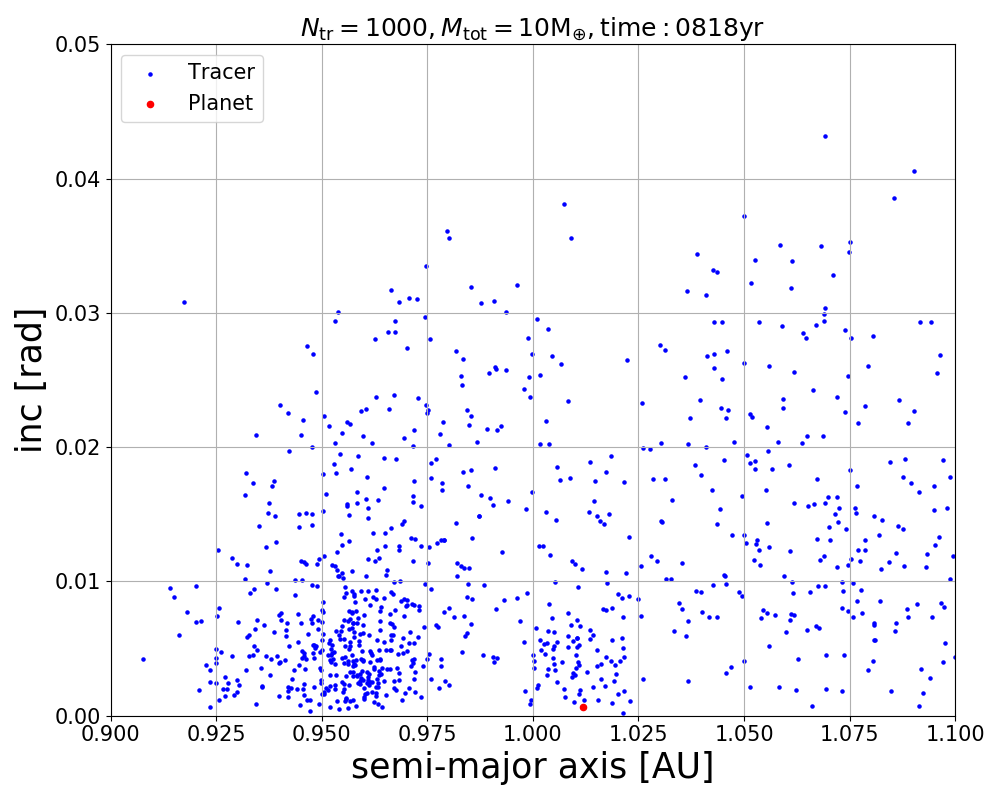 N_tr = 1000, M_tot = 10M_⊕, time : 0818yr
Tracer
Planet
inc [rad]
0.05
0.04
0.03
0.02
0.01
0.00
0.900 0.925 0.950 0.975 1.000 1.025 1.050 1.075 1.100
semi-major axis [AU]